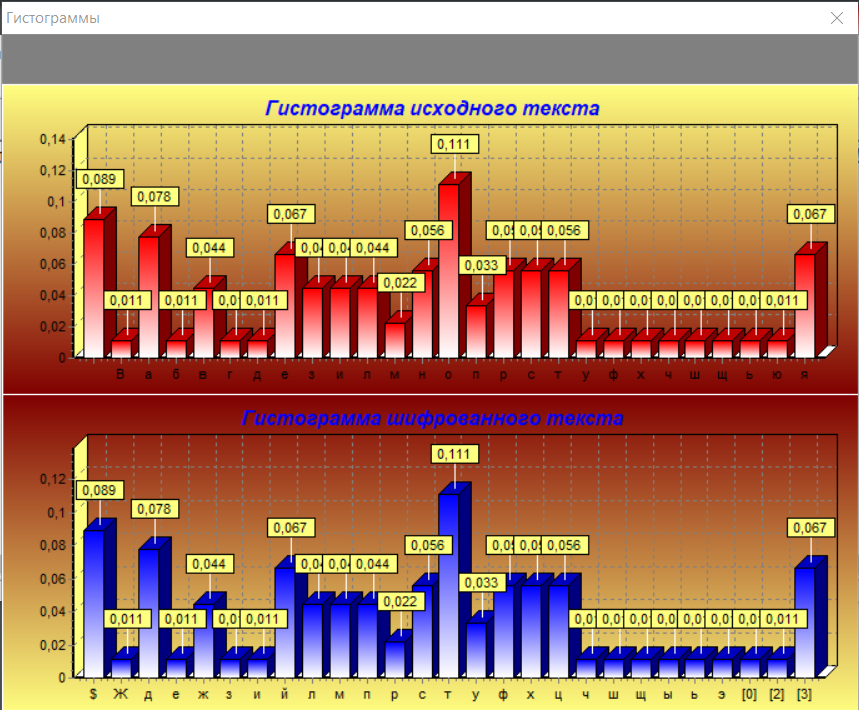 Гистограммы
Гистограмма исходного текста
0,14
0,12
0,1
0,08
0,06
0,04
0,02
0
0,089 0,011 0,078 0,011 0,044 0,011 0,067 0,044 0,022 0,056 0,111 0,033 0,056 0,011 0,067
В а б в г д е з и л м н о п р с т у ф х ч ш щ ь ю я
Гистограмма шифрованного текста
0,12
0,1
0,08
0,06
0,04
0,02
0
0,089 0,011 0,078 0,011 0,044 0,011 0,067 0,044 0,022 0,056 0,111 0,033 0,056 0,011 0,067
$ Ж д е ж з и й л м п р с т у ф х ц ч ш щ ы ь э [0] [2] [3]